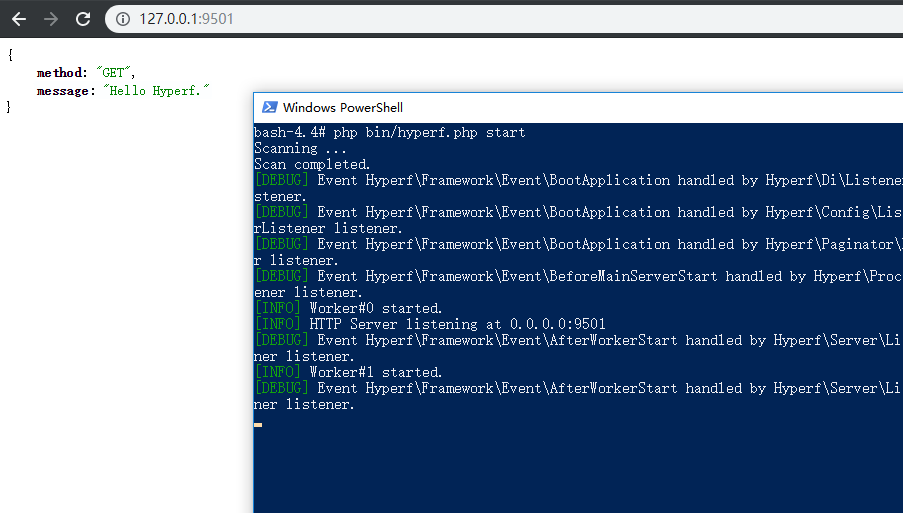 127.0.0.1:9501
{
method: "GET",
message: "Hello Hyperf."
}
Windows PowerShell
bash-4.4# php bin/hyperf.php start
Scanning ...
Scan completed.
[DEBUG] Event Hyperf\Framework\Event\BootApplication handled by Hyperf\Di\Listene
stener.
[DEBUG] Event Hyperf\Framework\Event\BootApplication handled by Hyperf\Config\Lis
rListener listener.
[DEBUG] Event Hyperf\Framework\Event\BootApplication handled by Hyperf\Paginator\
r listener.
[DEBUG] Event Hyperf\Framework\Event\BeforeMainServerStart handled by Hyperf\Proc
ener listener.
[INFO] Worker#0 started.
[INFO] HTTP Server listening at 0.0.0.0:9501
[DEBUG] Event Hyperf\Framework\Event\AfterWorkerStart handled by Hyperf\Server\Li
ner listener.
[INFO] Worker#1 started.
[DEBUG] Event Hyperf\Framework\Event\AfterWorkerStart handled by Hyperf\Server\Li
ner listener.